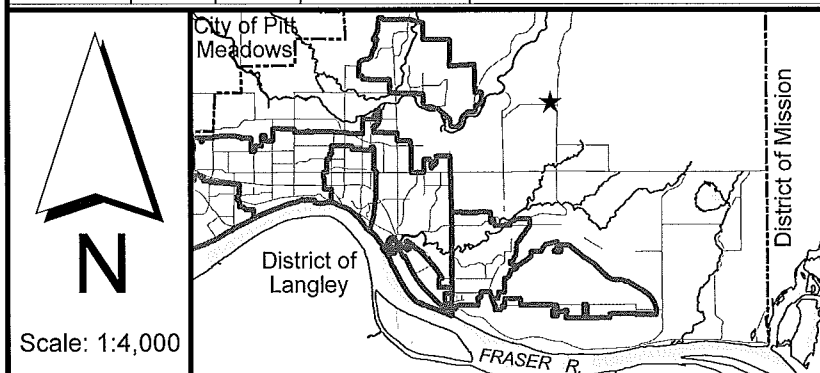 City of Pitt
Meadows
District of
Langley
District of Mission
FRASER R.
N
Scale: 1:4,000